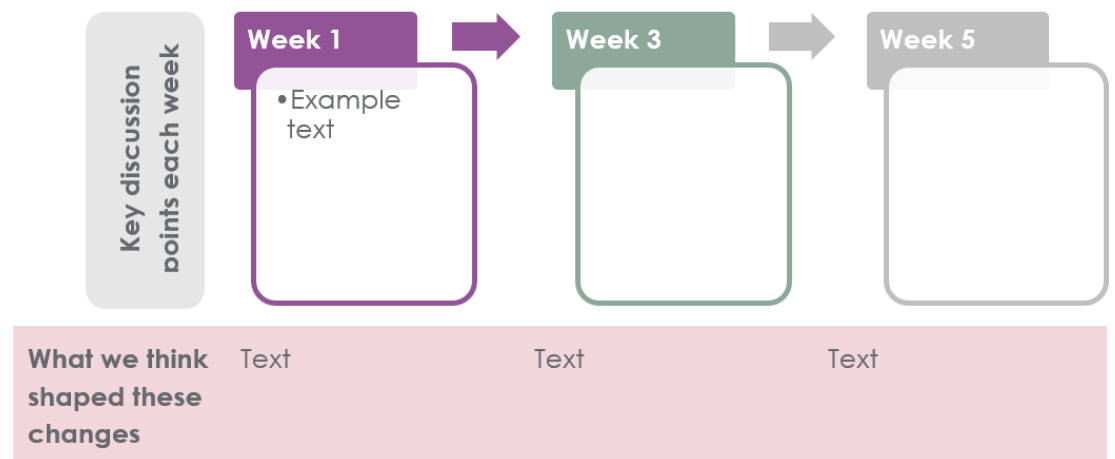 Key discussion
points each week
Week 1
•Example
text
Week 3
Week 5
What we think
shaped these
changes
Text
Text
Text